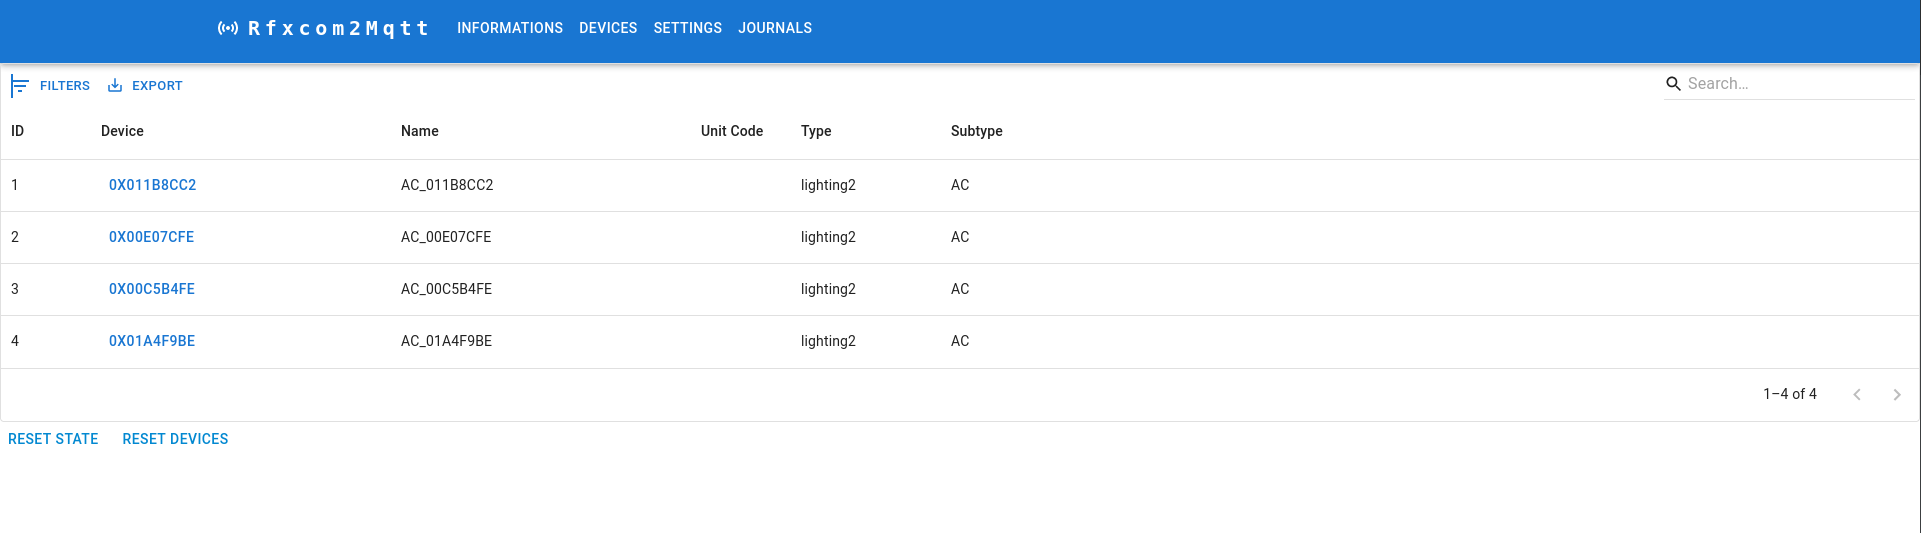 Rfxcom2Mqtt INFORMATIONS DEVICES SETTINGS JOURNALS
FILTERS EXPORT Search...
ID Device Name Unit Code Type Subtype
1 0X011B8CC2 AC_011B8CC2 lighting2 AC
2 0X00E07CFE AC_00E07CFE lighting2 AC
3 0X00C5B4FE AC_00C5B4FE lighting2 AC
4 0X01A4F9BE AC_01A4F9BE lighting2 AC
1–4 of 4
RESET STATE RESET DEVICES